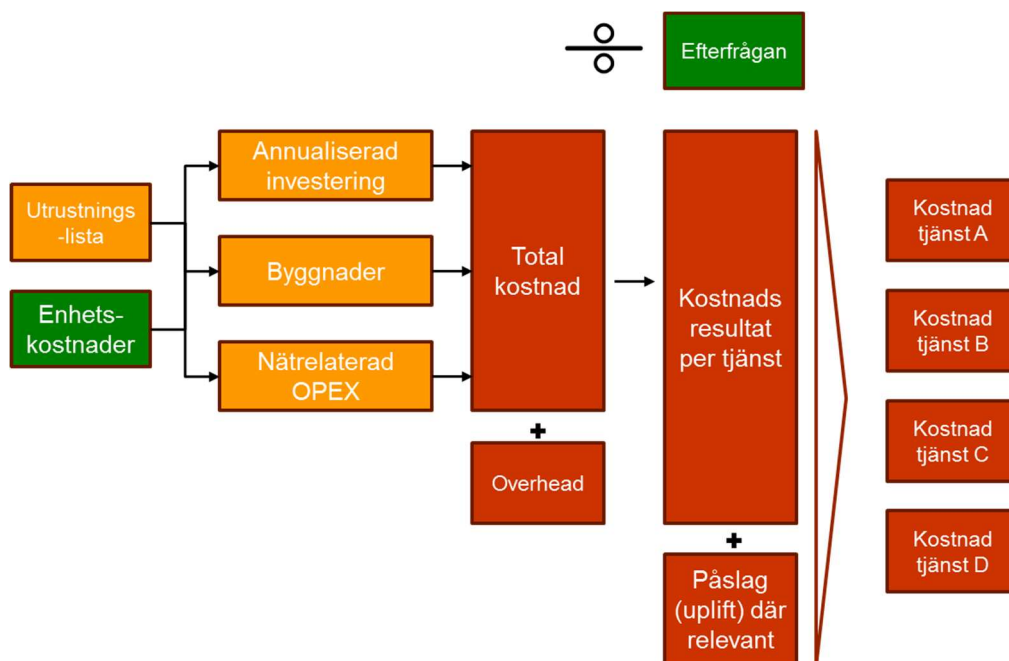 Efterfrågan
Utrustnings
-lista
Enhets-
kostnader
Annualiserad
investering
Byggnader
Nätrelaterad
OPEX
Total
kostnad
+
Overhead
Kostnads
resultat
per tjänst
+
Påslag
(uplift) där
relevant
Kostnad
tjänst A
Kostnad
tjänst B
Kostnad
tjänst C
Kostnad
tjänst D